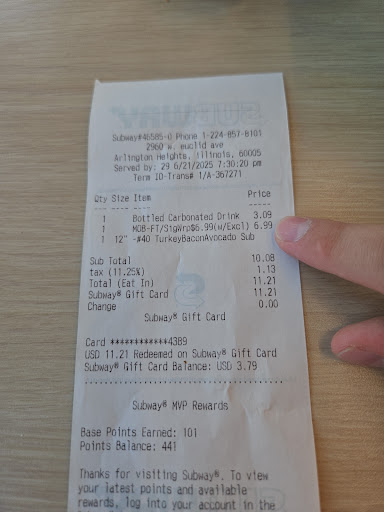 Subway#46585-0 Phone 1-224-857-8101
2960 w. euclid ave
Arlington Heights, Illinois, 60005
Served by: 29 6/21/2025 7:30:20 pm
Term ID-Trans# 1/A-367271
Qty Size Item Price
1 Bottled Carbonated Drink 3.09
1 MOB-FT/SigWrp$6.99(w/Excl) 6.99
1 12" -#40 TurkeyBaconAvocado Sub
Sub Total 10.08
tax (11.25%) 1.13
Total (Eat In) 11.21
Subway® Gift Card 11.21
Change 0.00
Subway® Gift Card
Card ************4389
USD 11.21 Redeemed on Subway® Gift Card
Subway® Gift Card Balance: USD 3.79
Subway® MVP Rewards
Base Points Earned: 101
Points Balance: 441
Thanks for visiting Subway®. To view
your latest points and available
rewards, log into your account in the